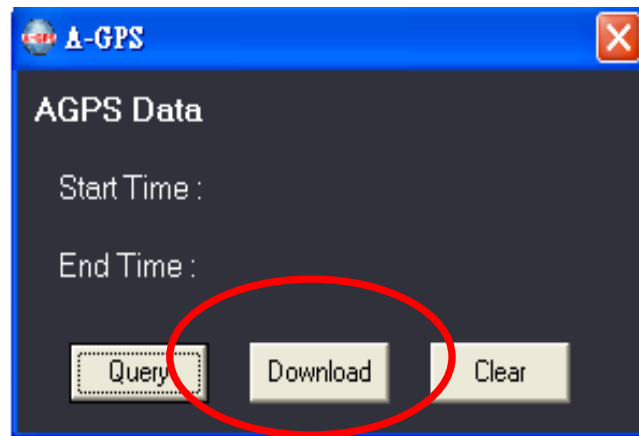 A-GPS
AGPS Data
Start Time :
End Time :
Query Download Clear